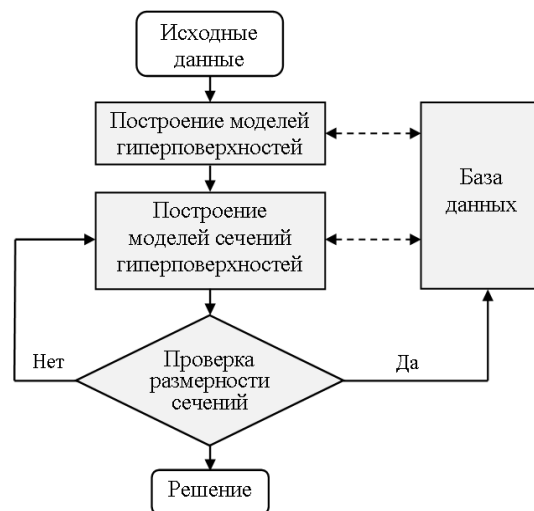 Исходные
данные
Построение моделей
гиперповерхностей
База
данных
Построение
моделей сечений
гиперповерхностей
Нет
Проверка
размерности
сечений
Да
Решение